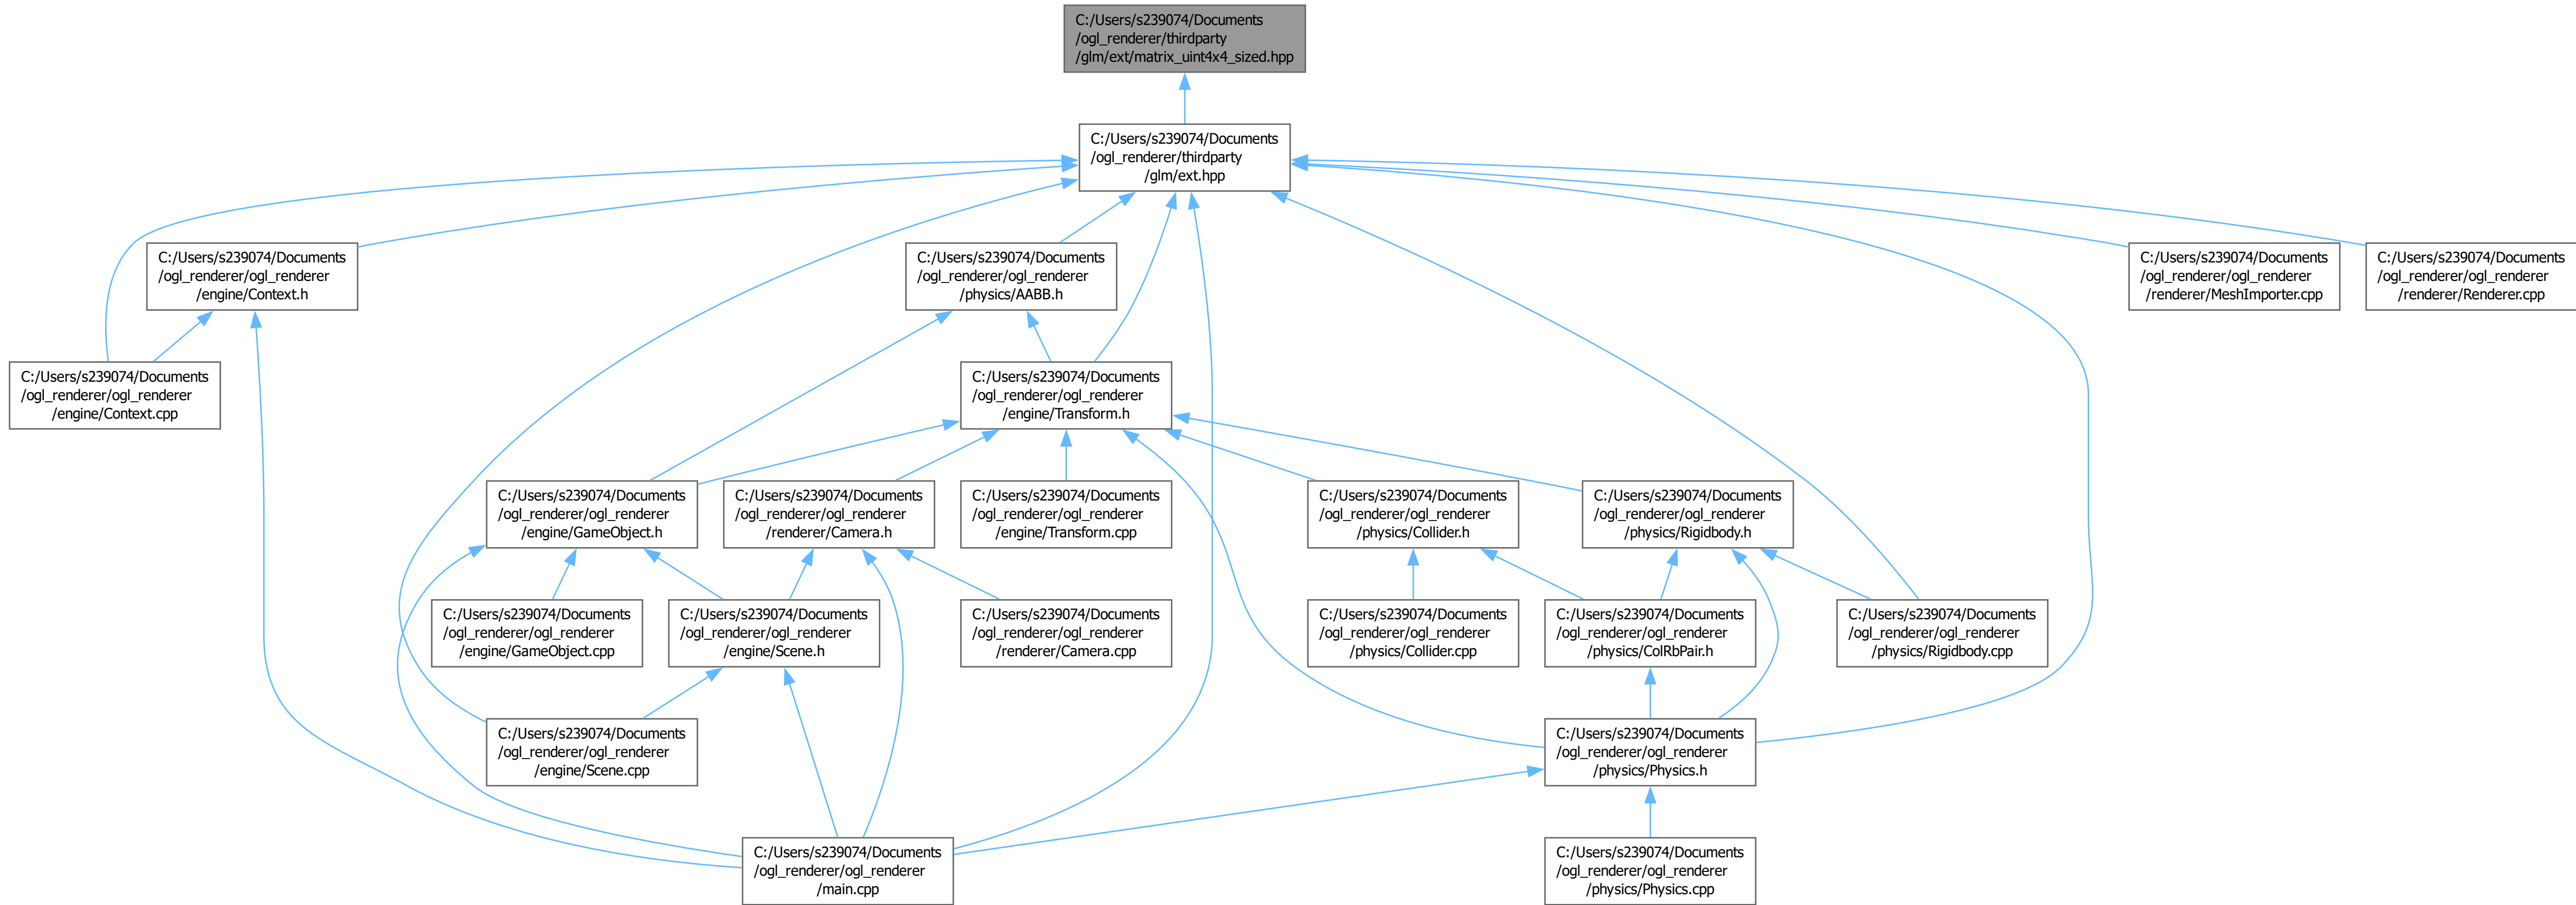 C:/Users/s239074/Documents
/ogl_renderer/thirdparty
/glm/ext/matrix_uint4x4_sized.hpp
C:/Users/s239074/Documents
/ogl_renderer/thirdparty
/glm/ext.hpp
C:/Users/s239074/Documents
/ogl_renderer/ogl_renderer
/engine/Context.h
C:/Users/s239074/Documents
/ogl_renderer/ogl_renderer
/physics/AABB.h
C:/Users/s239074/Documents
/ogl_renderer/ogl_renderer
/renderer/MeshImporter.cpp
C:/Users/s239074/Documents
/ogl_renderer/ogl_renderer
/renderer/Renderer.cpp
C:/Users/s239074/Documents
/ogl_renderer/ogl_renderer
/engine/Context.cpp
C:/Users/s239074/Documents
/ogl_renderer/ogl_renderer
/engine/Transform.h
C:/Users/s239074/Documents
/ogl_renderer/ogl_renderer
/engine/GameObject.h
C:/Users/s239074/Documents
/ogl_renderer/ogl_renderer
/renderer/Camera.h
C:/Users/s239074/Documents
/ogl_renderer/ogl_renderer
/engine/Transform.cpp
C:/Users/s239074/Documents
/ogl_renderer/ogl_renderer
/physics/Collider.h
C:/Users/s239074/Documents
/ogl_renderer/ogl_renderer
/physics/Rigidbody.h
C:/Users/s239074/Documents
/ogl_renderer/ogl_renderer
/engine/GameObject.cpp
C:/Users/s239074/Documents
/ogl_renderer/ogl_renderer
/engine/Scene.h
C:/Users/s239074/Documents
/ogl_renderer/ogl_renderer
/renderer/Camera.cpp
C:/Users/s239074/Documents
/ogl_renderer/ogl_renderer
/physics/Collider.cpp
C:/Users/s239074/Documents
/ogl_renderer/ogl_renderer
/physics/ColRbPair.h
C:/Users/s239074/Documents
/ogl_renderer/ogl_renderer
/physics/Rigidbody.cpp
C:/Users/s239074/Documents
/ogl_renderer/ogl_renderer
/engine/Scene.cpp
C:/Users/s239074/Documents
/ogl_renderer/ogl_renderer
/physics/Physics.h
C:/Users/s239074/Documents
/ogl_renderer/ogl_renderer
/main.cpp
C:/Users/s239074/Documents
/ogl_renderer/ogl_renderer
/physics/Physics.cpp